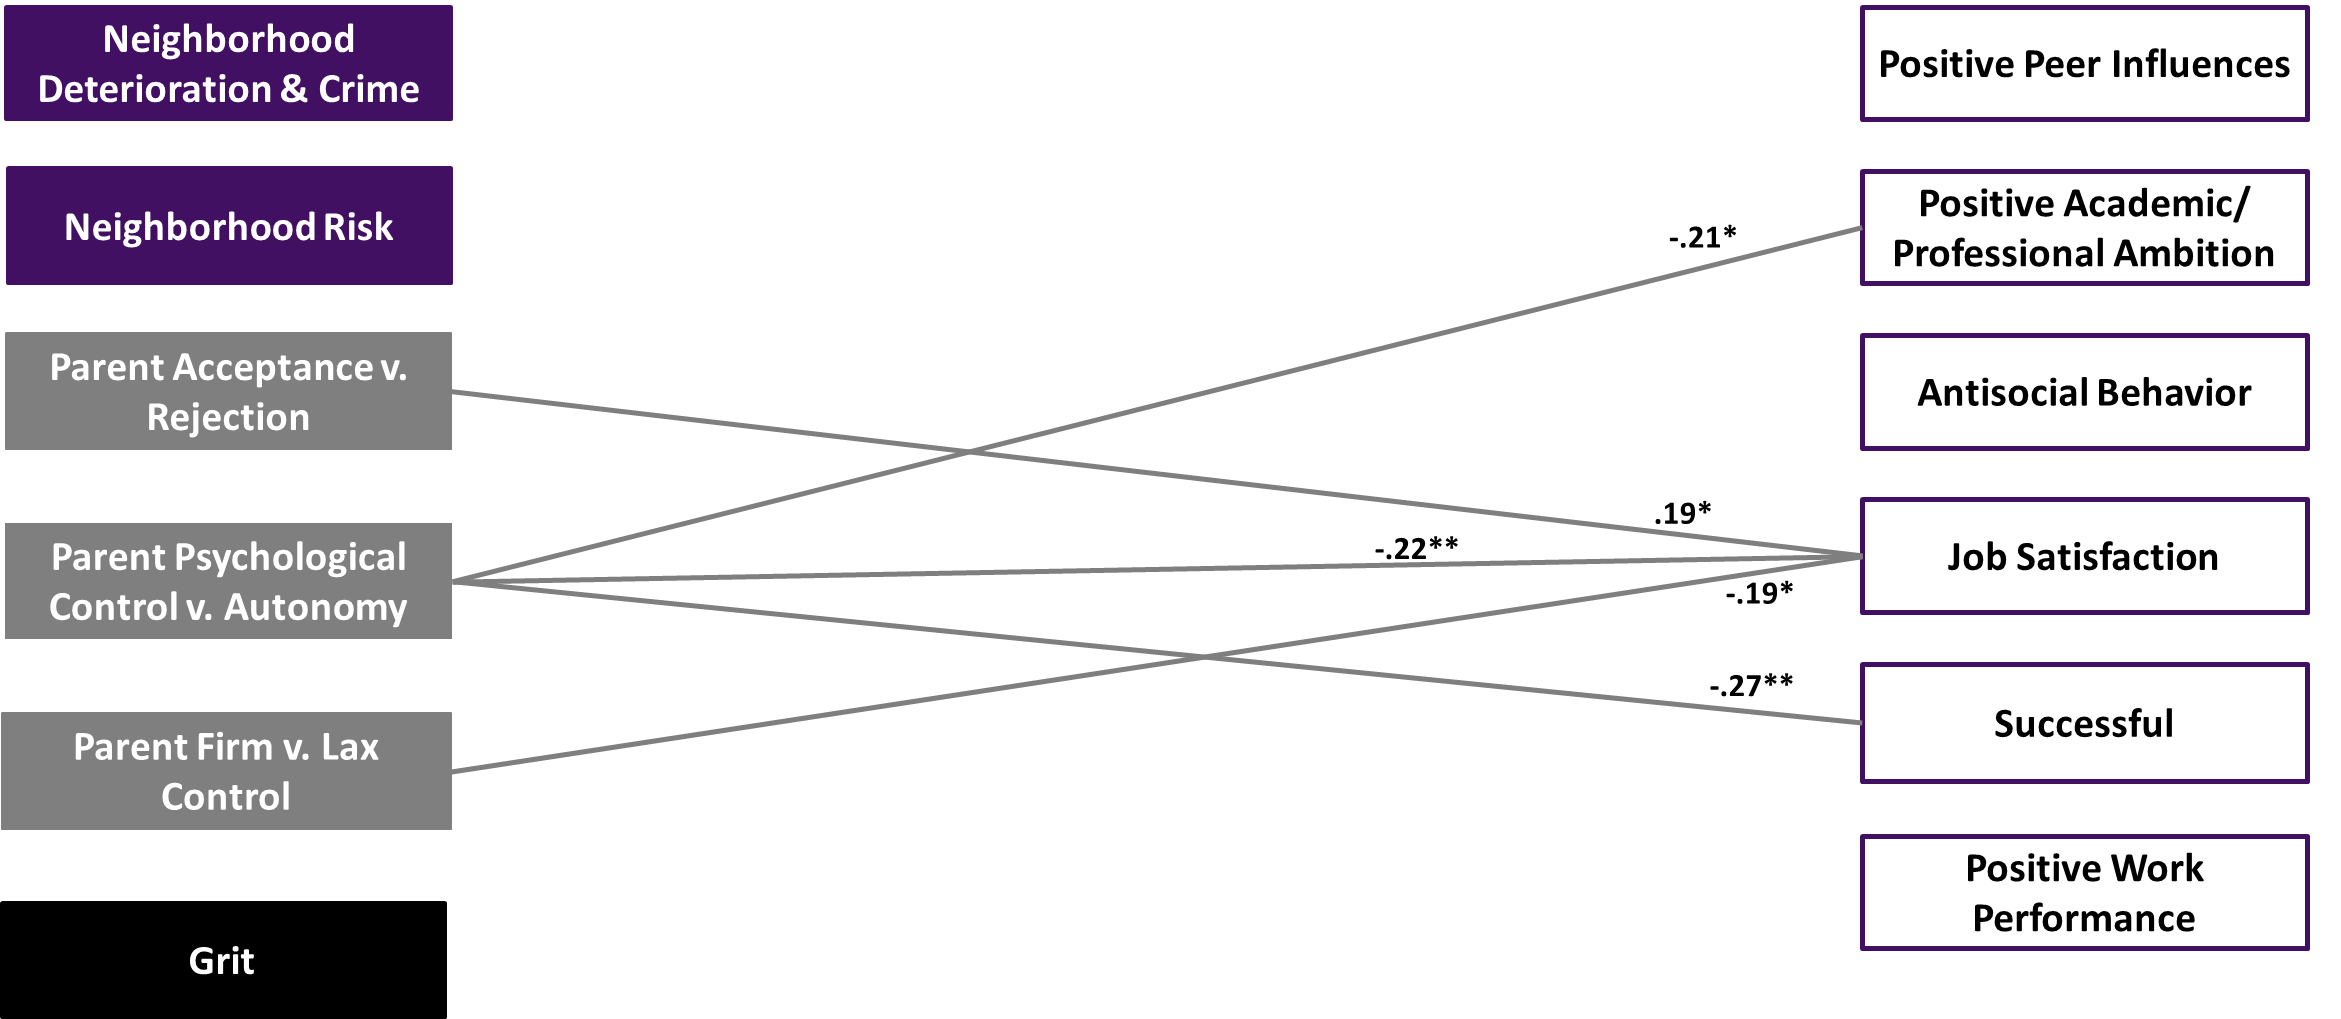 Neighborhood
Deterioration & Crime
Neighborhood Risk
Parent Acceptance v.
Rejection
Parent Psychological
Control v. Autonomy
Parent Firm v. Lax
Control
Grit
-.21*
.19*
-.22**
-.19*
-.27**
Positive Peer Influences
Positive Academic/
Professional Ambition
Antisocial Behavior
Job Satisfaction
Successful
Positive Work
Performance